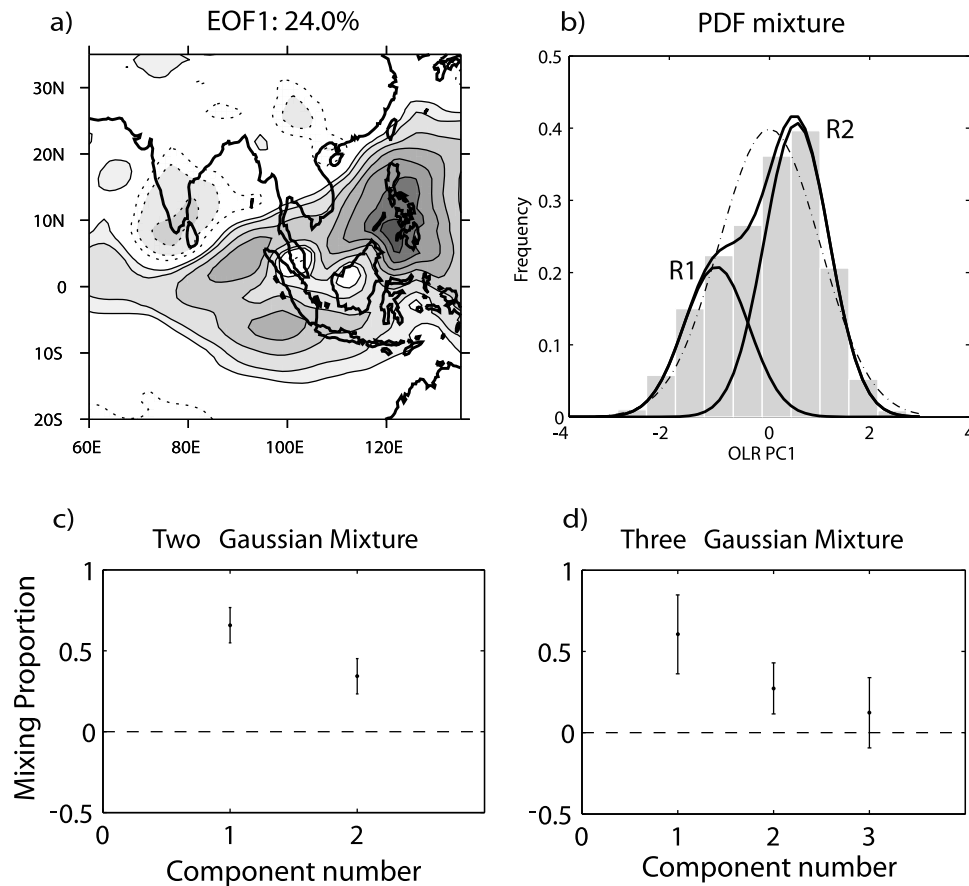 a)
EOF1: 24.0%
30N
20N
10N
0
10S
20S
60E
80E
100E
120E
b)
PDF mixture
0.5
0.4
0.3
0.2
0.1
0
Frequency
R1
R2
-4
-2
0
2
4
OLR PC1
c)
Two Gaussian Mixture
1
0.5
0
-0.5
Mixing Proportion
0
1
2
Component number
d)
Three Gaussian Mixture
1
0.5
0
-0.5
0
1
2
3
Component number